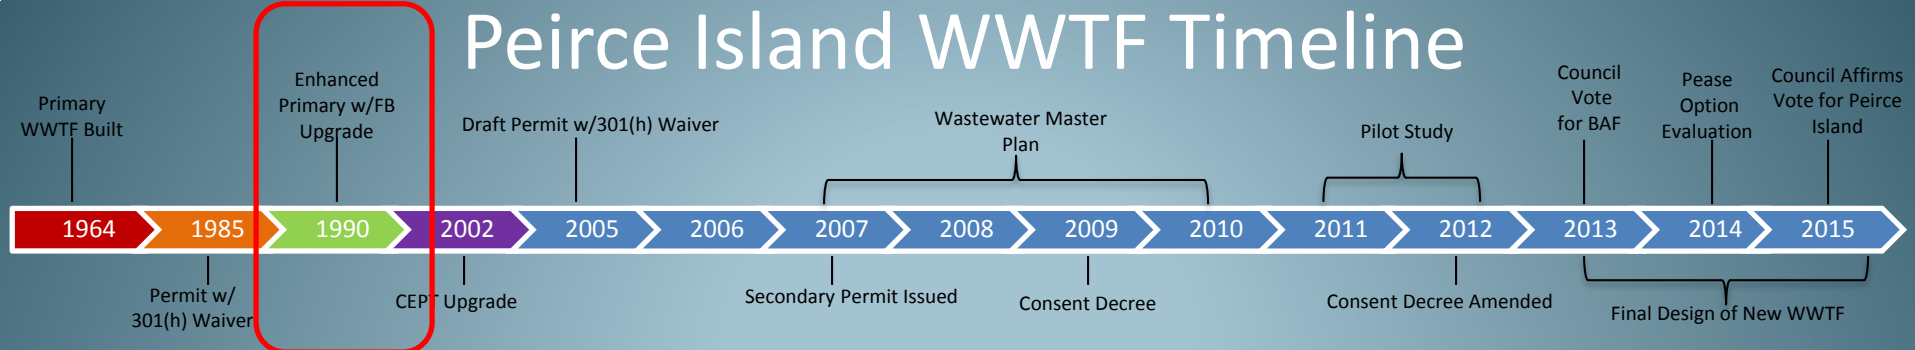 Peirce Island WWTF Timeline
Primary
WWTF Built
Enhanced
Primary w/FB
Upgrade
Draft Permit w/301(h) Waiver
Wastewater Master
Plan
Pilot Study
Council
Vote
for BAF
Pease
Option
Evaluation
Council Affirms
Vote for Peirce
Island
1964 1985 1990 2002 2005 2006 2007 2008 2009 2010 2011 2012 2013 2014 2015
Permit w/
301(h) Waiver
CEPT Upgrade
Secondary Permit Issued
Consent Decree
Consent Decree Amended
Final Design of New WWTF